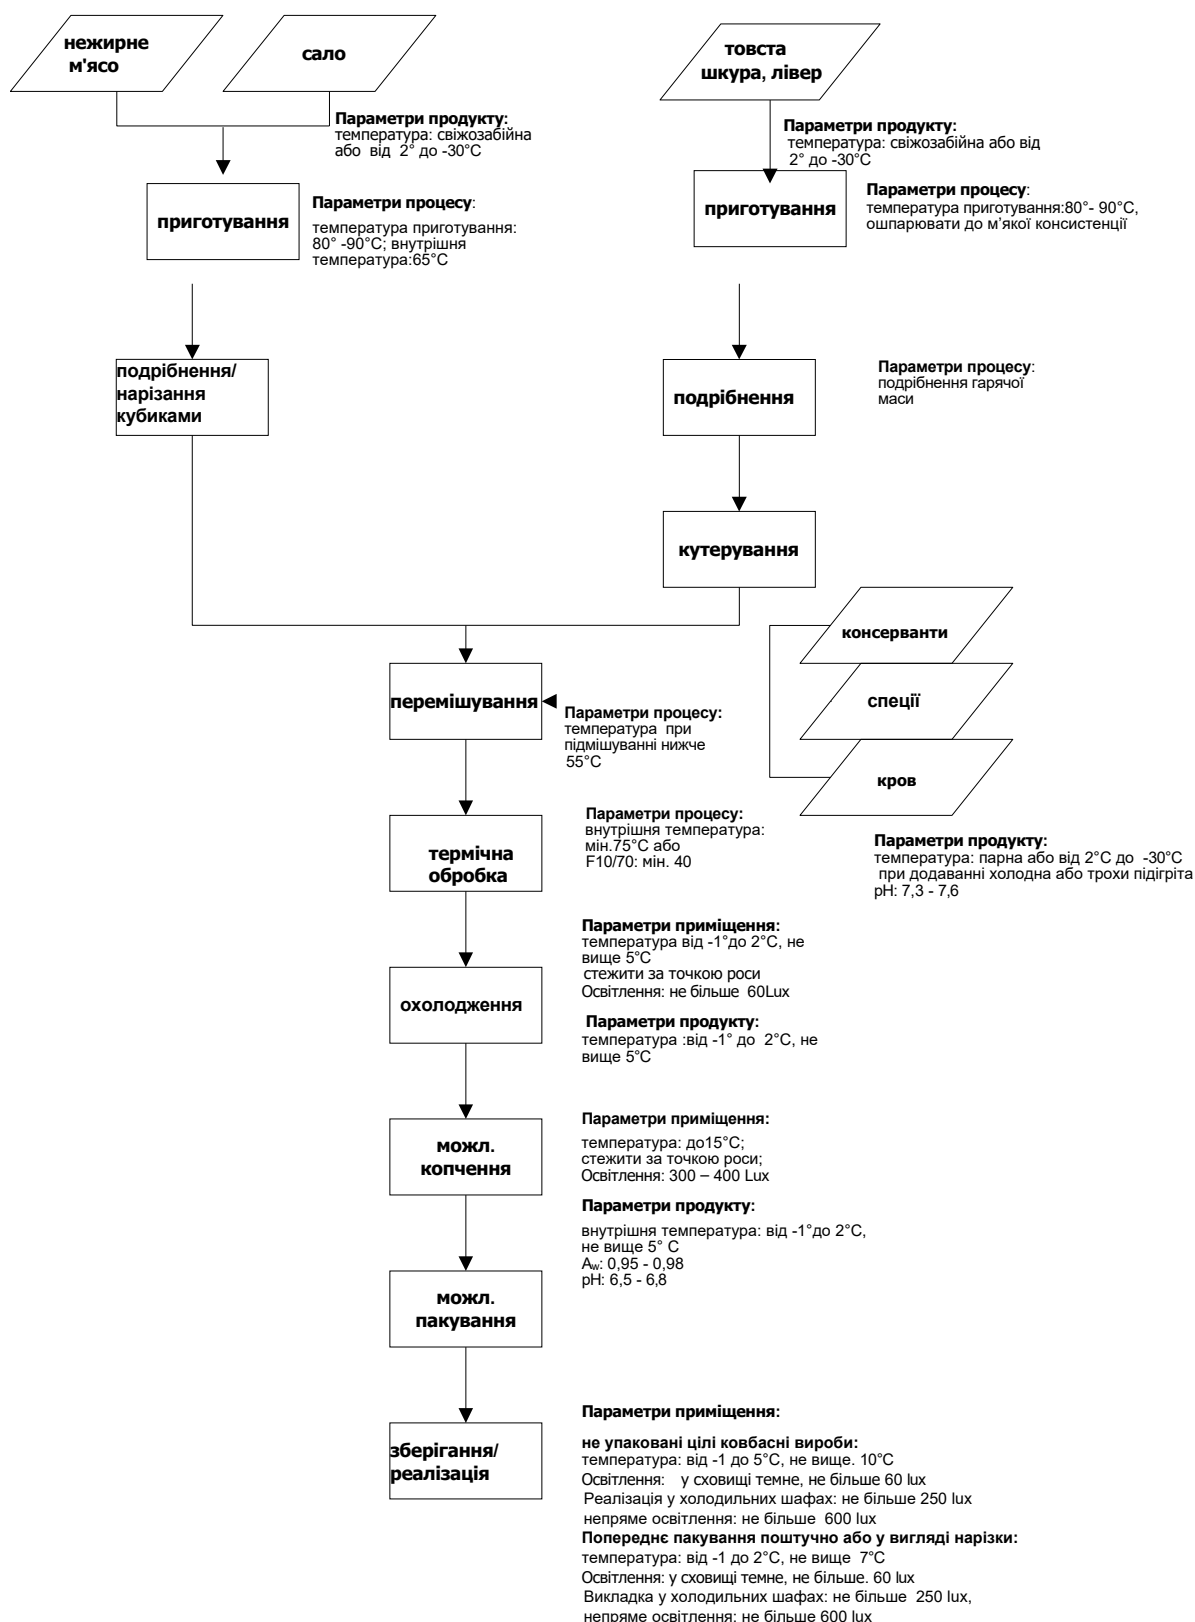 нежирне
м'ясо
сало
товста
шкура, лівер
Параметри продукту:
температура: свіжозабійна
або від 2° до -30°C
Параметри продукту:
температура: свіжозабійна або від
2° до -30°C
приготування
Параметри процесу:
температура приготування:
80° -90°C; внутрішня
температура:65°C
приготування
Параметри процесу:
температура приготування:80°- 90°C,
ошпарювати до м’якої консистенції
подрібнення/
нарізання
кубиками
подрібнення
Параметри процесу:
подрібнення гарячої
маси
кутерування
консерванти
спеції
кров
перемішування
Параметри процесу:
температура при
підмішуванні нижче
55°C
Параметри продукту:
температура: парна або від 2°C до -30°C
при додаванні холодна або трохи підігріта
pH: 7,3 - 7,6
термічна
обробка
Параметри процесу:
внутрішня температура:
мін.75°C або
F10/70: мін. 40
охолодження
Параметри приміщення:
температура від -1°до 2°C, не
вище 5°C
стежити за точкою роси
Освітлення: не більше 60Lux
Параметри продукту:
температура :від -1° до 2°C, не
вище 5°C
можл.
копчення
Параметри приміщення:
температура: до15°C;
стежити за точкою роси;
Освітлення: 300 – 400 Lux
Параметри продукту:
внутрішня температура: від -1°до 2°C,
не вище 5° C
Aw: 0,95 - 0,98
pH: 6,5 - 6,8
можл.
пакування
зберігання/
реалізація
Параметри приміщення:
не упаковані цілі ковбасні вироби:
температура: від -1 до 5°C, не вище. 10°C
Освітлення: у сховищі темне, не більше 60 lux
Реалізація у холодильних шафах: не більше 250 lux
непряме освітлення: не більше 600 lux
Попереднє пакування поштучно або у вигляді нарізки:
температура: від -1 до 2°C, не вище 7°C
Освітлення: у сховищі темне, не більше. 60 lux
Викладка у холодильних шафах: не більше 250 lux,
непряме освітлення: не більше 600 lux